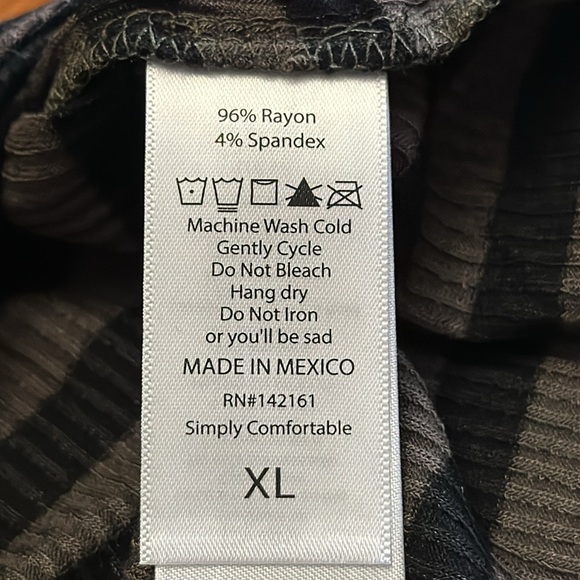 96% Rayon
4% Spandex
Machine Wash Cold
Gently Cycle
Do Not Bleach
Hang dry
Do Not Iron
or you'll be sad
MADE IN MEXICO
RN#142161
Simply Comfortable
XL